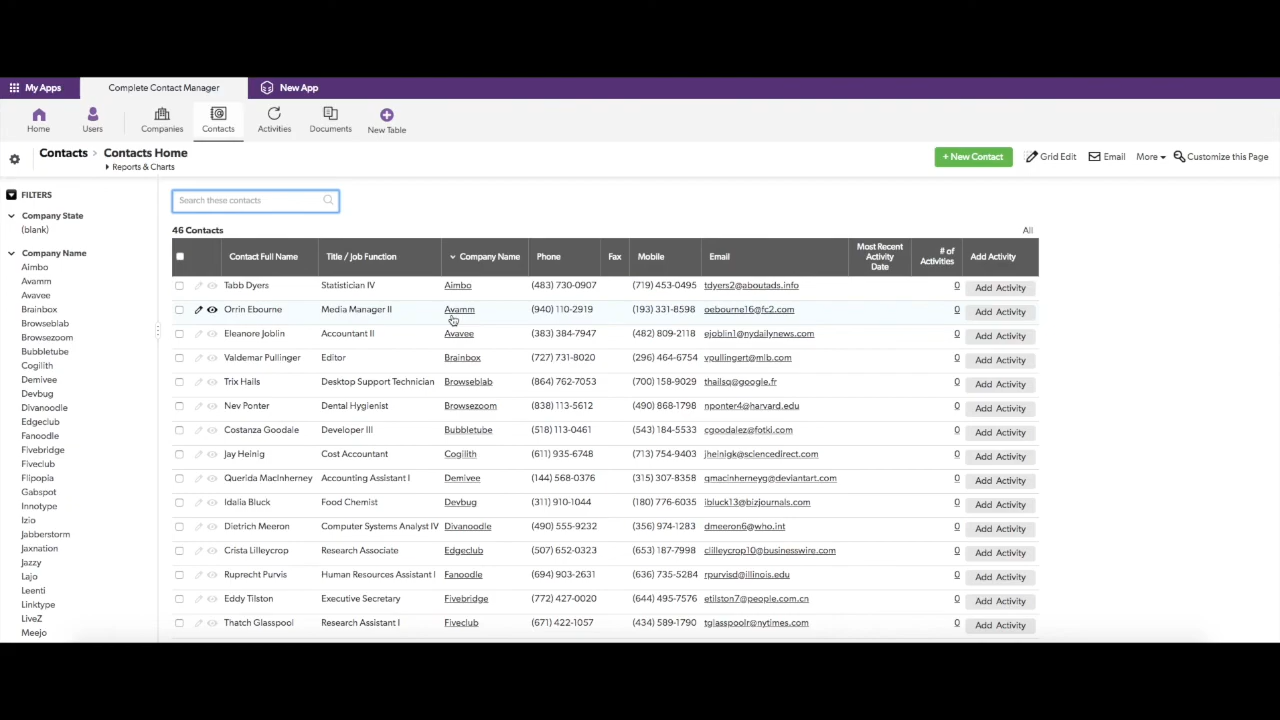 My Apps Complete Contact Manager New App
Home Users Companies Contacts Activities Documents New Table
Contacts Contacts Home
Reports & Charts
+ New Contact Grid Edit Email More Customize this Page
FILTERS
Company State
(blank)
Company Name
Aimbo
Avamm
Avavee
Brainbox
Browseblab
Browsezoom
Bubbletube
Cogilith
Demivee
Devbug
Divanoodle
Edgeclub
Fanoodle
Fivebridge
Fiveclub
Flipopia
Gabspot
Innotype
Izio
Jabberstorm
Jaxnation
Jazzy
Lajo
Leenti
Linktype
LiveZ
Meejo
Search these contacts
46 Contacts All
Contact Full Name Title / Job Function Company Name Phone Fax Mobile Email Most Recent Activity Date # of Activities Add Activity
Tabb Dyers Statistician IV Aimbo (483) 730-0907 (719) 453-0495 tdyers2@aboutads.info 0 Add Activity
Orrin Ebourne Media Manager II Avamm (940) 110-2919 (193) 331-8598 oebourne16@fc2.com 0 Add Activity
Eleanore Joblin Accountant II Avavee (383) 384-7947 (482) 809-2118 ejoblin1@nydailynews.com 0 Add Activity
Valdemar Pullinger Editor Brainbox (727) 731-8020 (296) 464-6754 vpullingert@mlb.com 0 Add Activity
Trix Hails Desktop Support Technician Browseblab (864) 762-7053 (700) 158-9029 thailsq@google.fr 0 Add Activity
Nev Ponter Dental Hygienist Browsezoom (838) 113-5612 (490) 868-1798 nponter4@harvard.edu 0 Add Activity
Costanza Goodale Developer III Bubbletube (518) 113-0461 (543) 184-5533 cgoodalez@fotki.com 0 Add Activity
Jay Heinig Cost Accountant Cogilith (611) 935-6748 (713) 754-9403 jheinigk@sciencedirect.com 0 Add Activity
Querida MacInherney Accounting Assistant I Demivee (144) 568-0376 (315) 307-8358 qmacinherneyg@deviantart.com 0 Add Activity
Idalia Bluck Food Chemist Devbug (311) 910-1044 (180) 776-6035 ibluck13@bizjournals.com 0 Add Activity
Dietrich Meeron Computer Systems Analyst IV Divanoodle (490) 555-9232 (356) 974-1283 dmeeron6@who.int 0 Add Activity
Crista Lilleycrop Research Associate Edgeclub (507) 652-0323 (653) 187-7998 clilleycrop10@businesswire.com 0 Add Activity
Ruprecht Purvis Human Resources Assistant I Fanoodle (694) 903-2631 (636) 735-5284 rpurvisd@illinois.edu 0 Add Activity
Eddy Tilston Executive Secretary Fivebridge (772) 427-0020 (644) 495-7576 etilston7@people.com.cn 0 Add Activity
Thatch Glasspool Research Assistant I Fiveclub (671) 422-1057 (434) 589-1790 tglasspoolr@nytimes.com 0 Add Activity